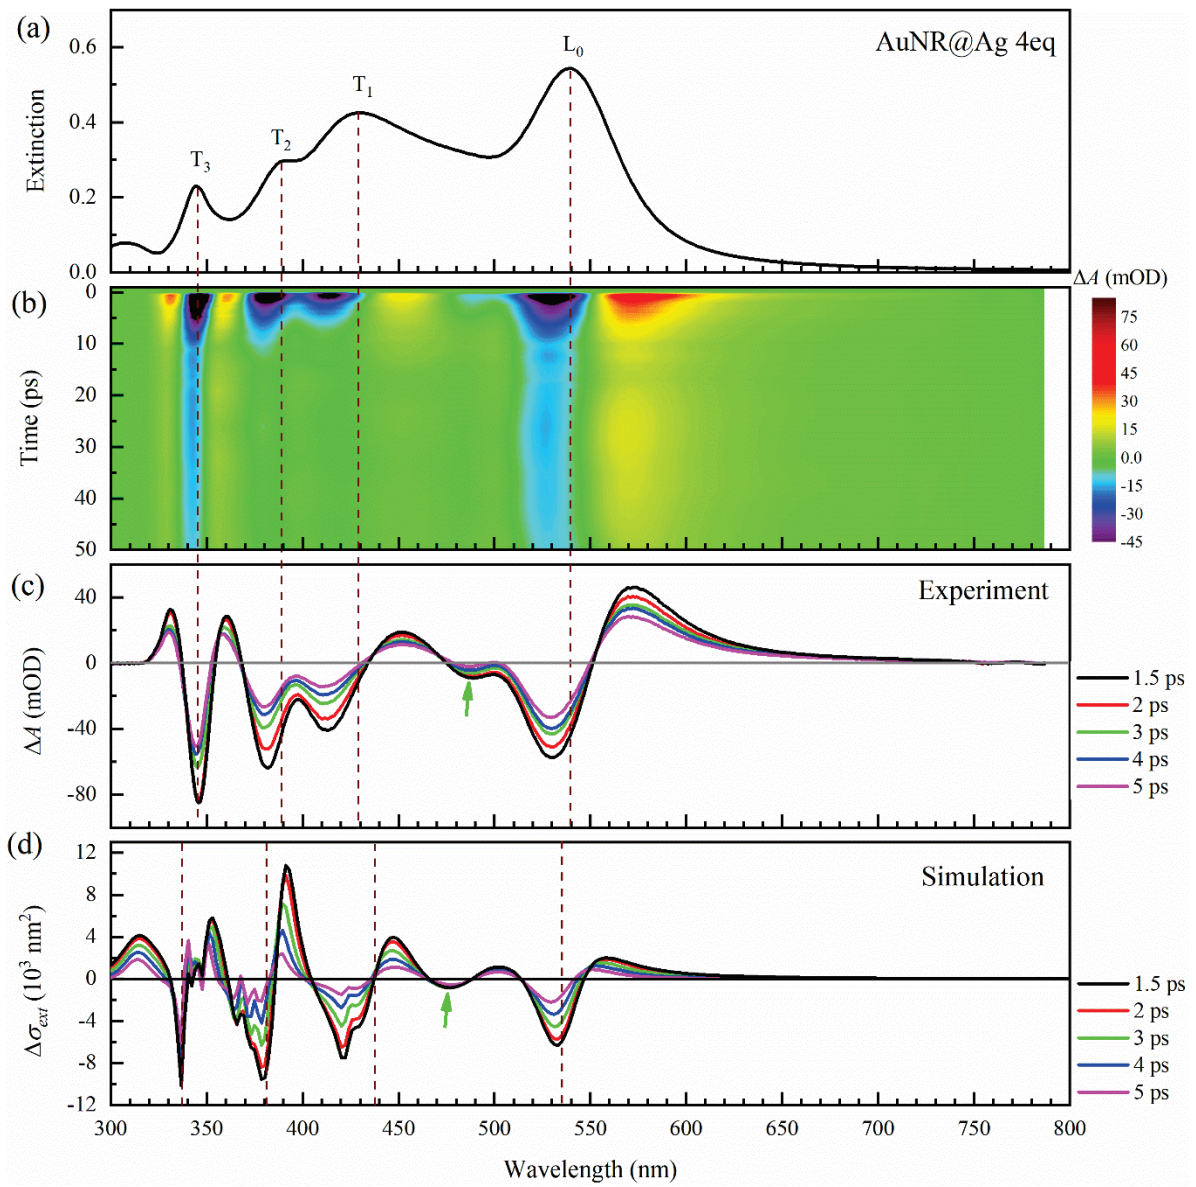 (a)
AuNR@Ag 4eq
0.6
0.4
0.2
0.0
Extinction
T3
T2
T1
L0
(b)
0
10
20
30
40
50
Time (ps)
ΔA (mOD)
75
60
45
30
15
0.0
-15
-30
-45
(c)
Experiment
40
0
-40
-80
ΔA (mOD)
1.5 ps
2 ps
3 ps
4 ps
5 ps
(d)
Simulation
12
8
4
0
-4
-8
-12
Δσext (10³ nm²)
1.5 ps
2 ps
3 ps
4 ps
5 ps
300 350 400 450 500 550 600 650 700 750 800
Wavelength (nm)